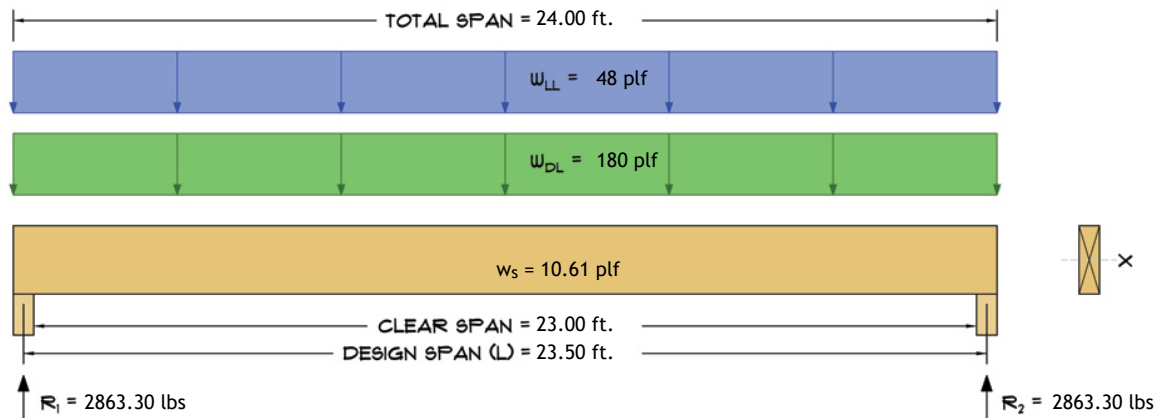 TOTAL SPAN = 24.00 ft.
WLL = 48 plf
WDL = 180 plf
ws = 10.61 plf
X
CLEAR SPAN = 23.00 ft.
DESIGN SPAN (L) = 23.50 ft.
R1 = 2863.30 lbs
R2 = 2863.30 lbs